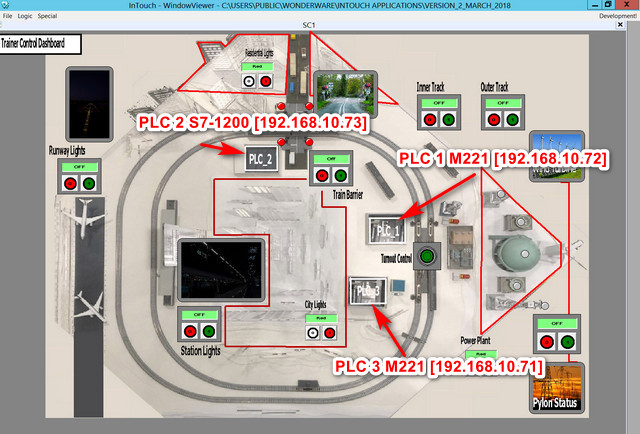 InTouch - WindowViewer - C:\USERS\PUBLIC\WONDERWARE\INTOUCH APPLICATIONS\VERSION_2_MARCH_2018
File Logic Special Development!
SC1
Trainer Control Dashboard
Residential Lights
Inner Track
Outer Track
OFF
OFF
PLC 2 S7-1200 [192.168.10.73]
Runway Lights
OFF
PLC_2
Off
PLC 1 M221 [192.168.10.72]
Wind Turbine
Train Barrier
PLC_1
Turnout Control
PLC_3
City Lights
OFF
Station Lights
OFF
Power Plant
PLC 3 M221 [192.168.10.71]
Pylon Status